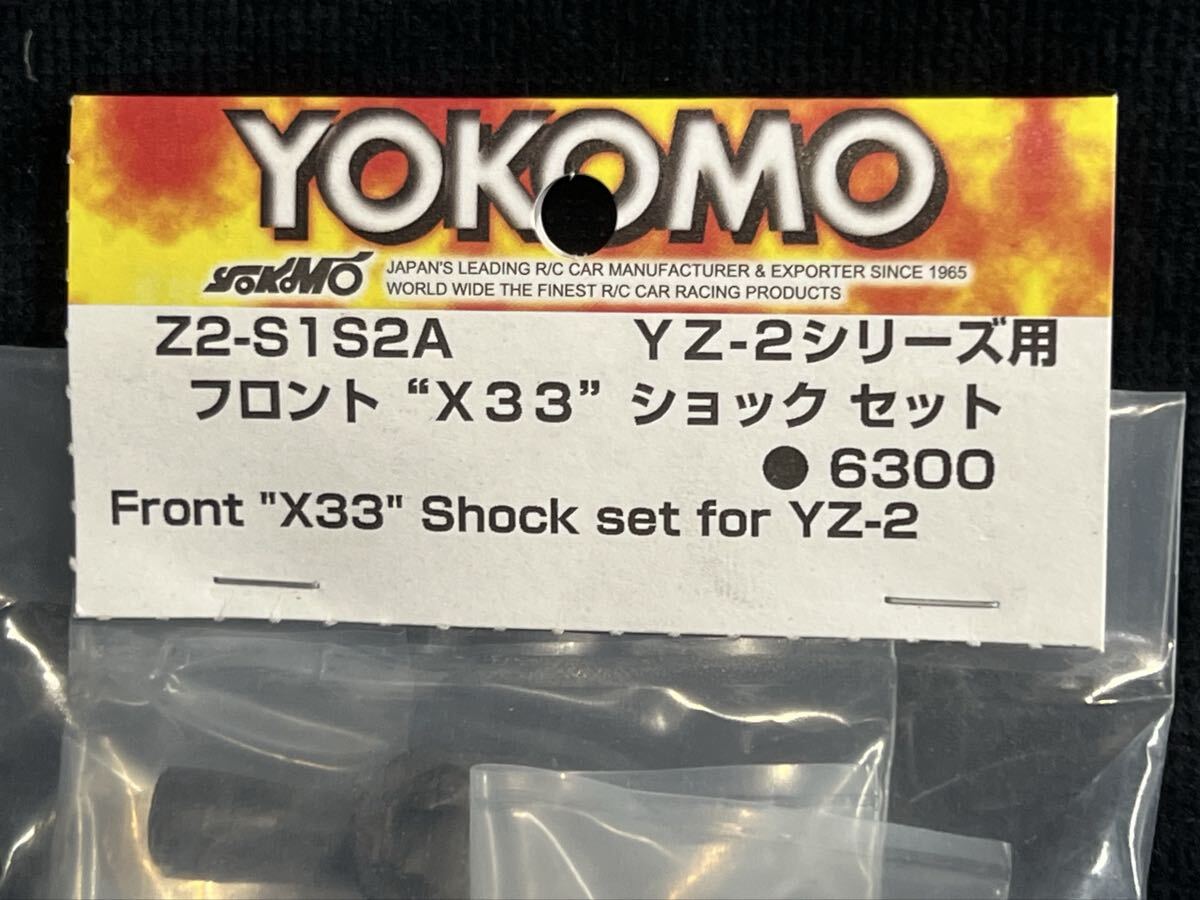 YOKOMO
YOKOMO JAPAN'S LEADING R/C CAR MANUFACTURER & EXPORTER SINCE 1965
WORLD WIDE THE FINEST R/C CAR RACING PRODUCTS
Z2-S1S2A YZ-2シリーズ用
フロント “X33” ショック セット
● 6300
Front "X33" Shock set for YZ-2